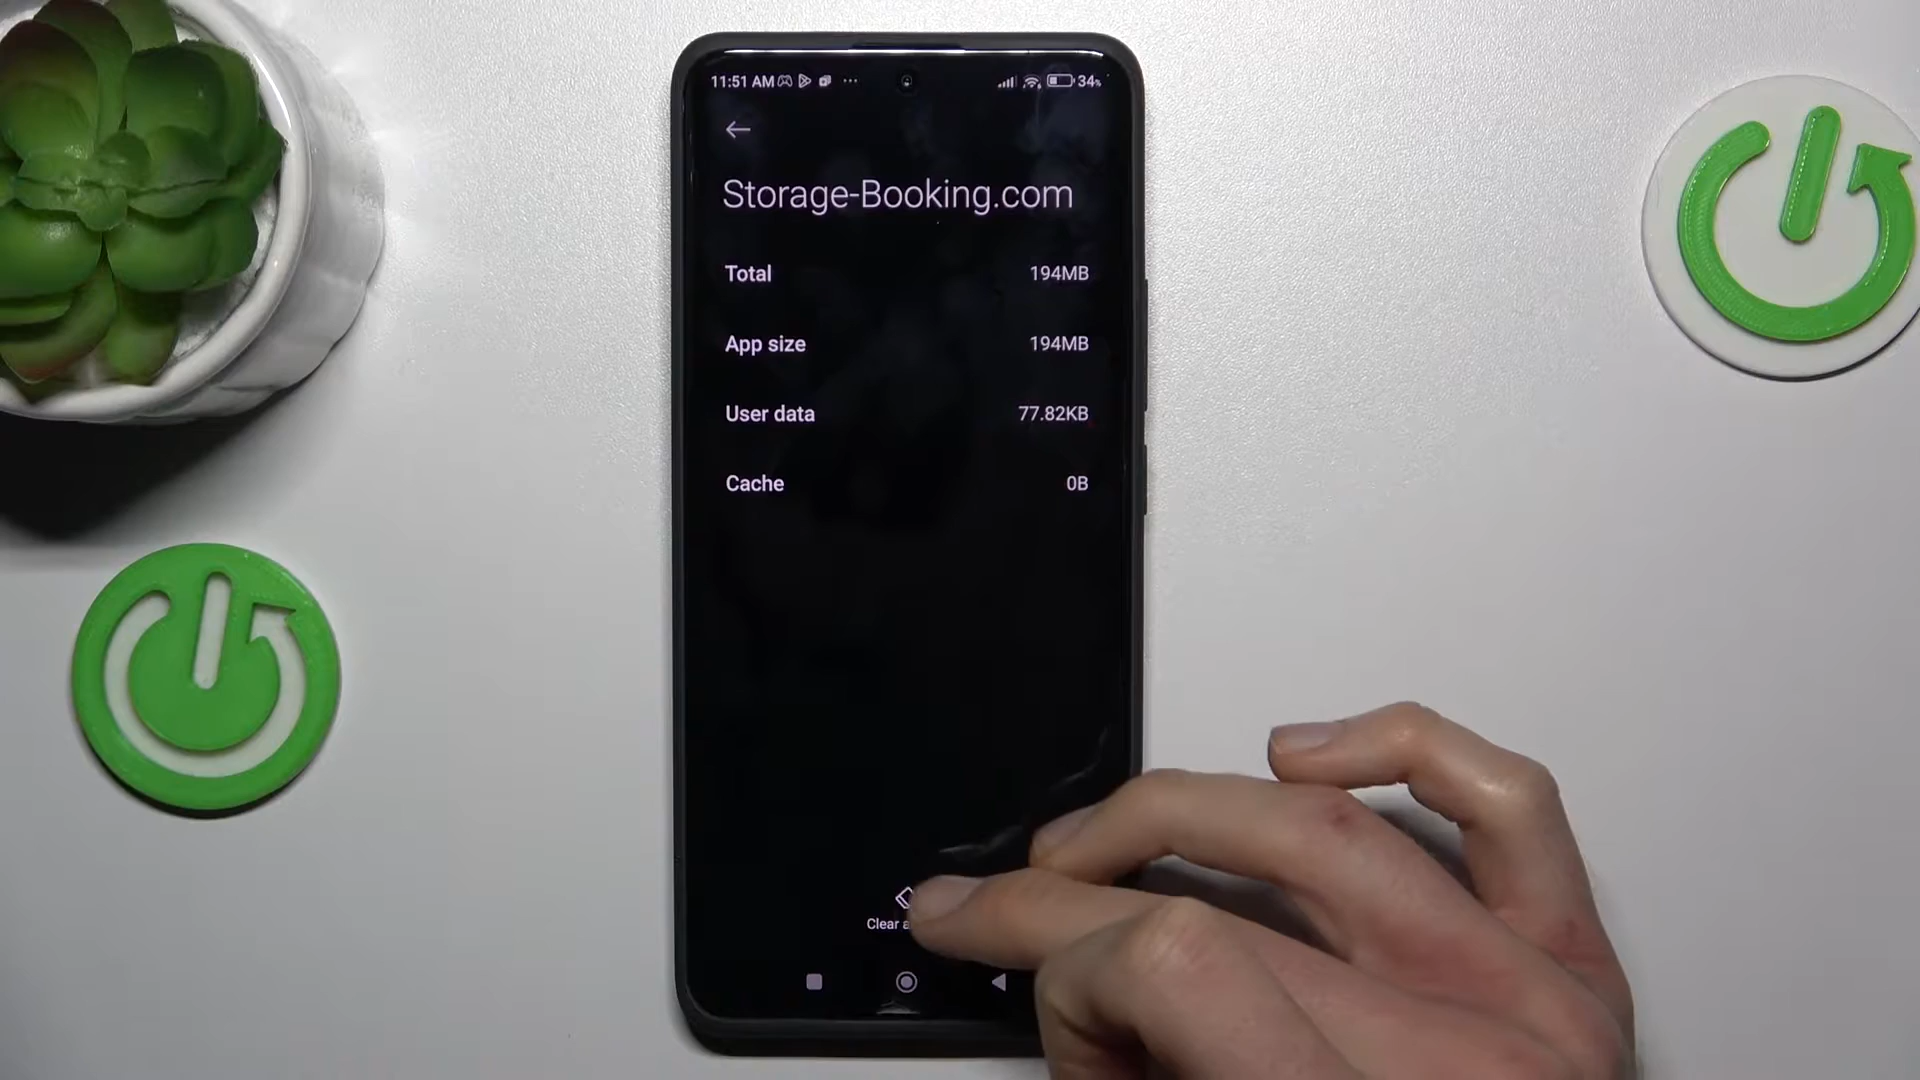 11:51 AM 34%
Storage-Booking.com
Total 194MB
App size 194MB
User data 77.82KB
Cache 0B
Clear